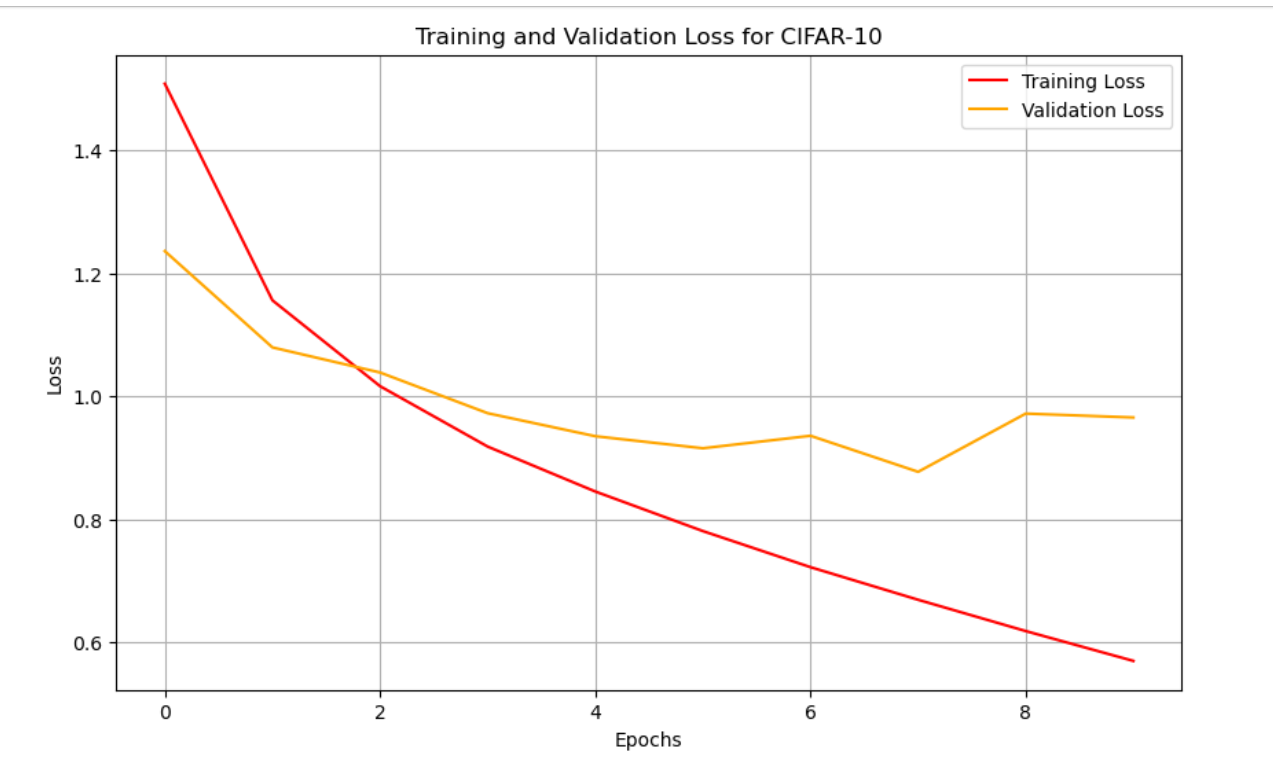 Training and Validation Loss for CIFAR-10
Training Loss
Validation Loss
1.4
1.2
1.0
0.8
0.6
Loss
0 2 4 6 8
Epochs